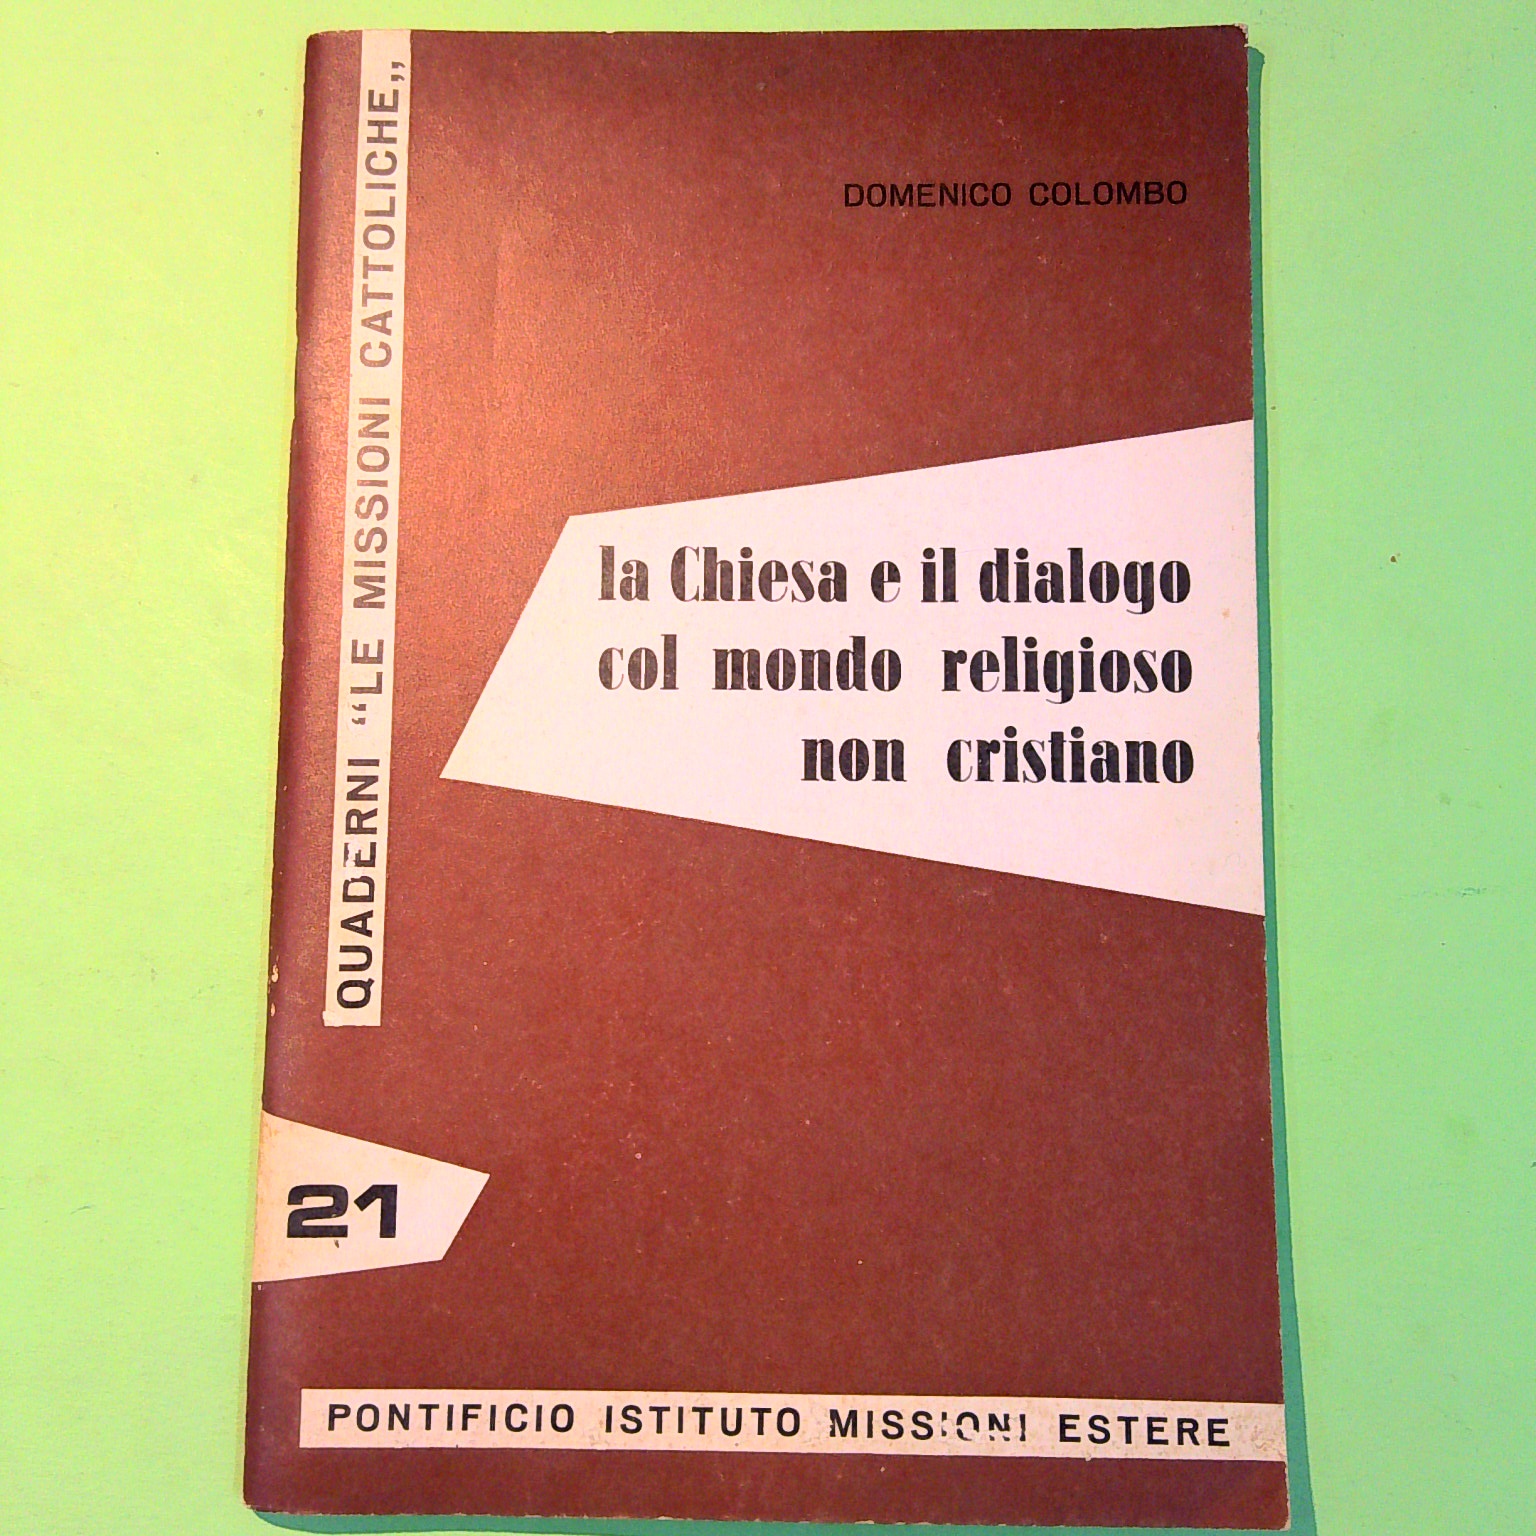 QUADERNI “LE MISSIONI CATTOLICHE„
DOMENICO COLOMBO
la Chiesa e il dialogo
col mondo religioso
non cristiano
21
PONTIFICIO ISTITUTO MISSIONI ESTERE